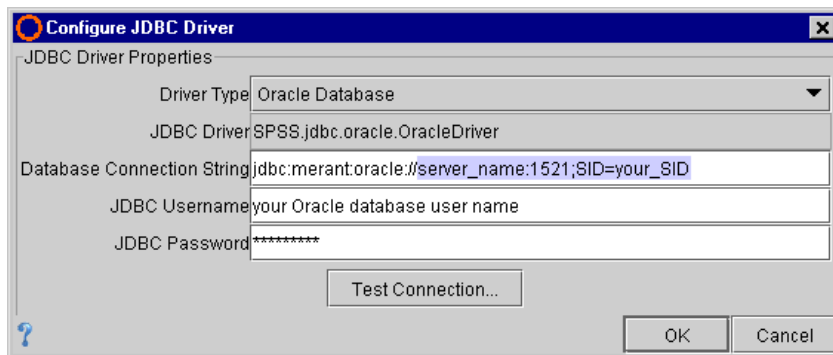 Configure JDBC Driver
JDBC Driver Properties
Driver Type Oracle Database
JDBC Driver SPSS.jdbc.oracle.OracleDriver
Database Connection String jdbc:merant:oracle://server_name:1521;SID=your_SID
JDBC Username your Oracle database user name
JDBC Password *********
Test Connection...
? OK Cancel